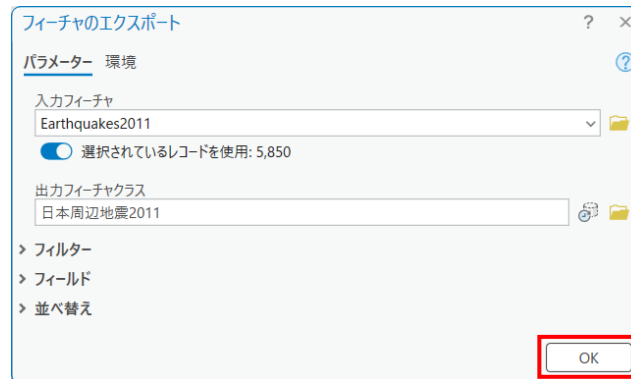 フィーチャのエクスポート ? ×
パラメーター 環境 ?
入力フィーチャ
Earthquakes2011
選択されているレコードを使用: 5,850
出力フィーチャクラス
日本周辺地震2011
> フィルター
> フィールド
> 並べ替え
OK